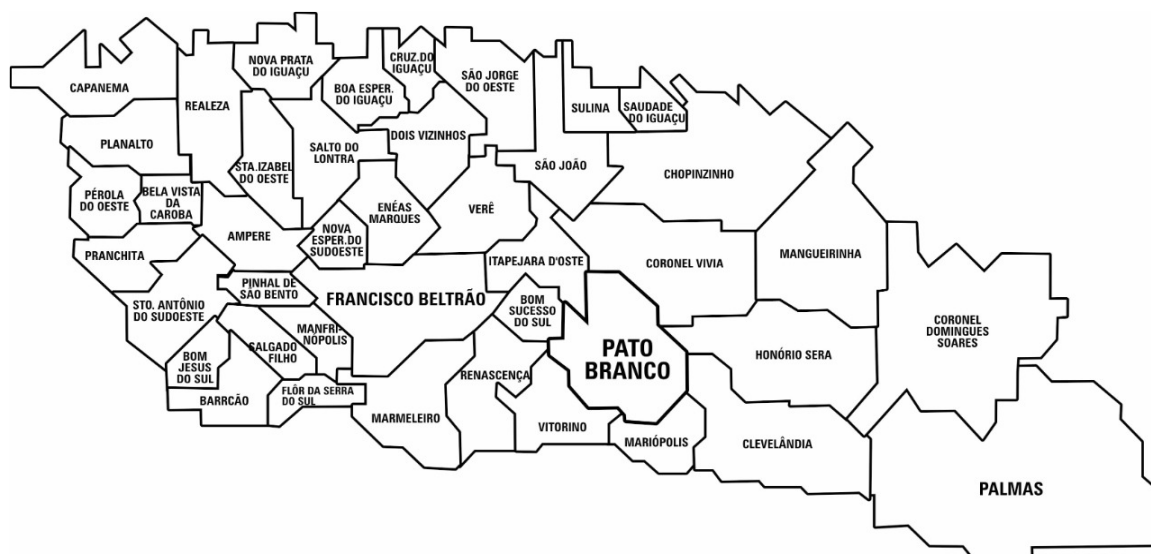 CAPANEMA
REALEZA
NOVA PRATA
DO IGUAÇU
BOA ESPER.
DO IGUAÇU
CRUZ.DO
IGUAÇU
SÃO JORGE
DO OESTE
SULINA
SAUDADE
DO IGUAÇU
PLANALTO
STA.IZABEL
DO OESTE
SALTO DO
LONTRA
DOIS VIZINHOS
SÃO JOÃO
CHOPINZINHO
PÉROLA
DO OESTE
BELA VISTA
DA
CAROBA
AMPERE
NOVA
ESPER.DO
SUDOESTE
ENÉAS
MARQUES
VERÊ
PRANCHITA
ITAPEJARA D'OSTE
CORONEL VIVIA
MANGUEIRINHA
STO. ANTÔNIO
DO SUDOESTE
PINHAL DE
SÃO BENTO
FRANCISCO BELTRÃO
BOM
SUCESSO
DO SUL
CORONEL
DOMINGUES
SOARES
BOM
JESUS
DO SUL
SALGADO
FILHO
MANFRI-
NÓPOLIS
RENASCENÇA
PATO
BRANCO
HONÓRIO SERA
BARRCÃO
FLÔR DA SERRA
DO SUL
MARMELEIRO
VITORINO
MARIÓPOLIS
CLEVELÂNDIA
PALMAS